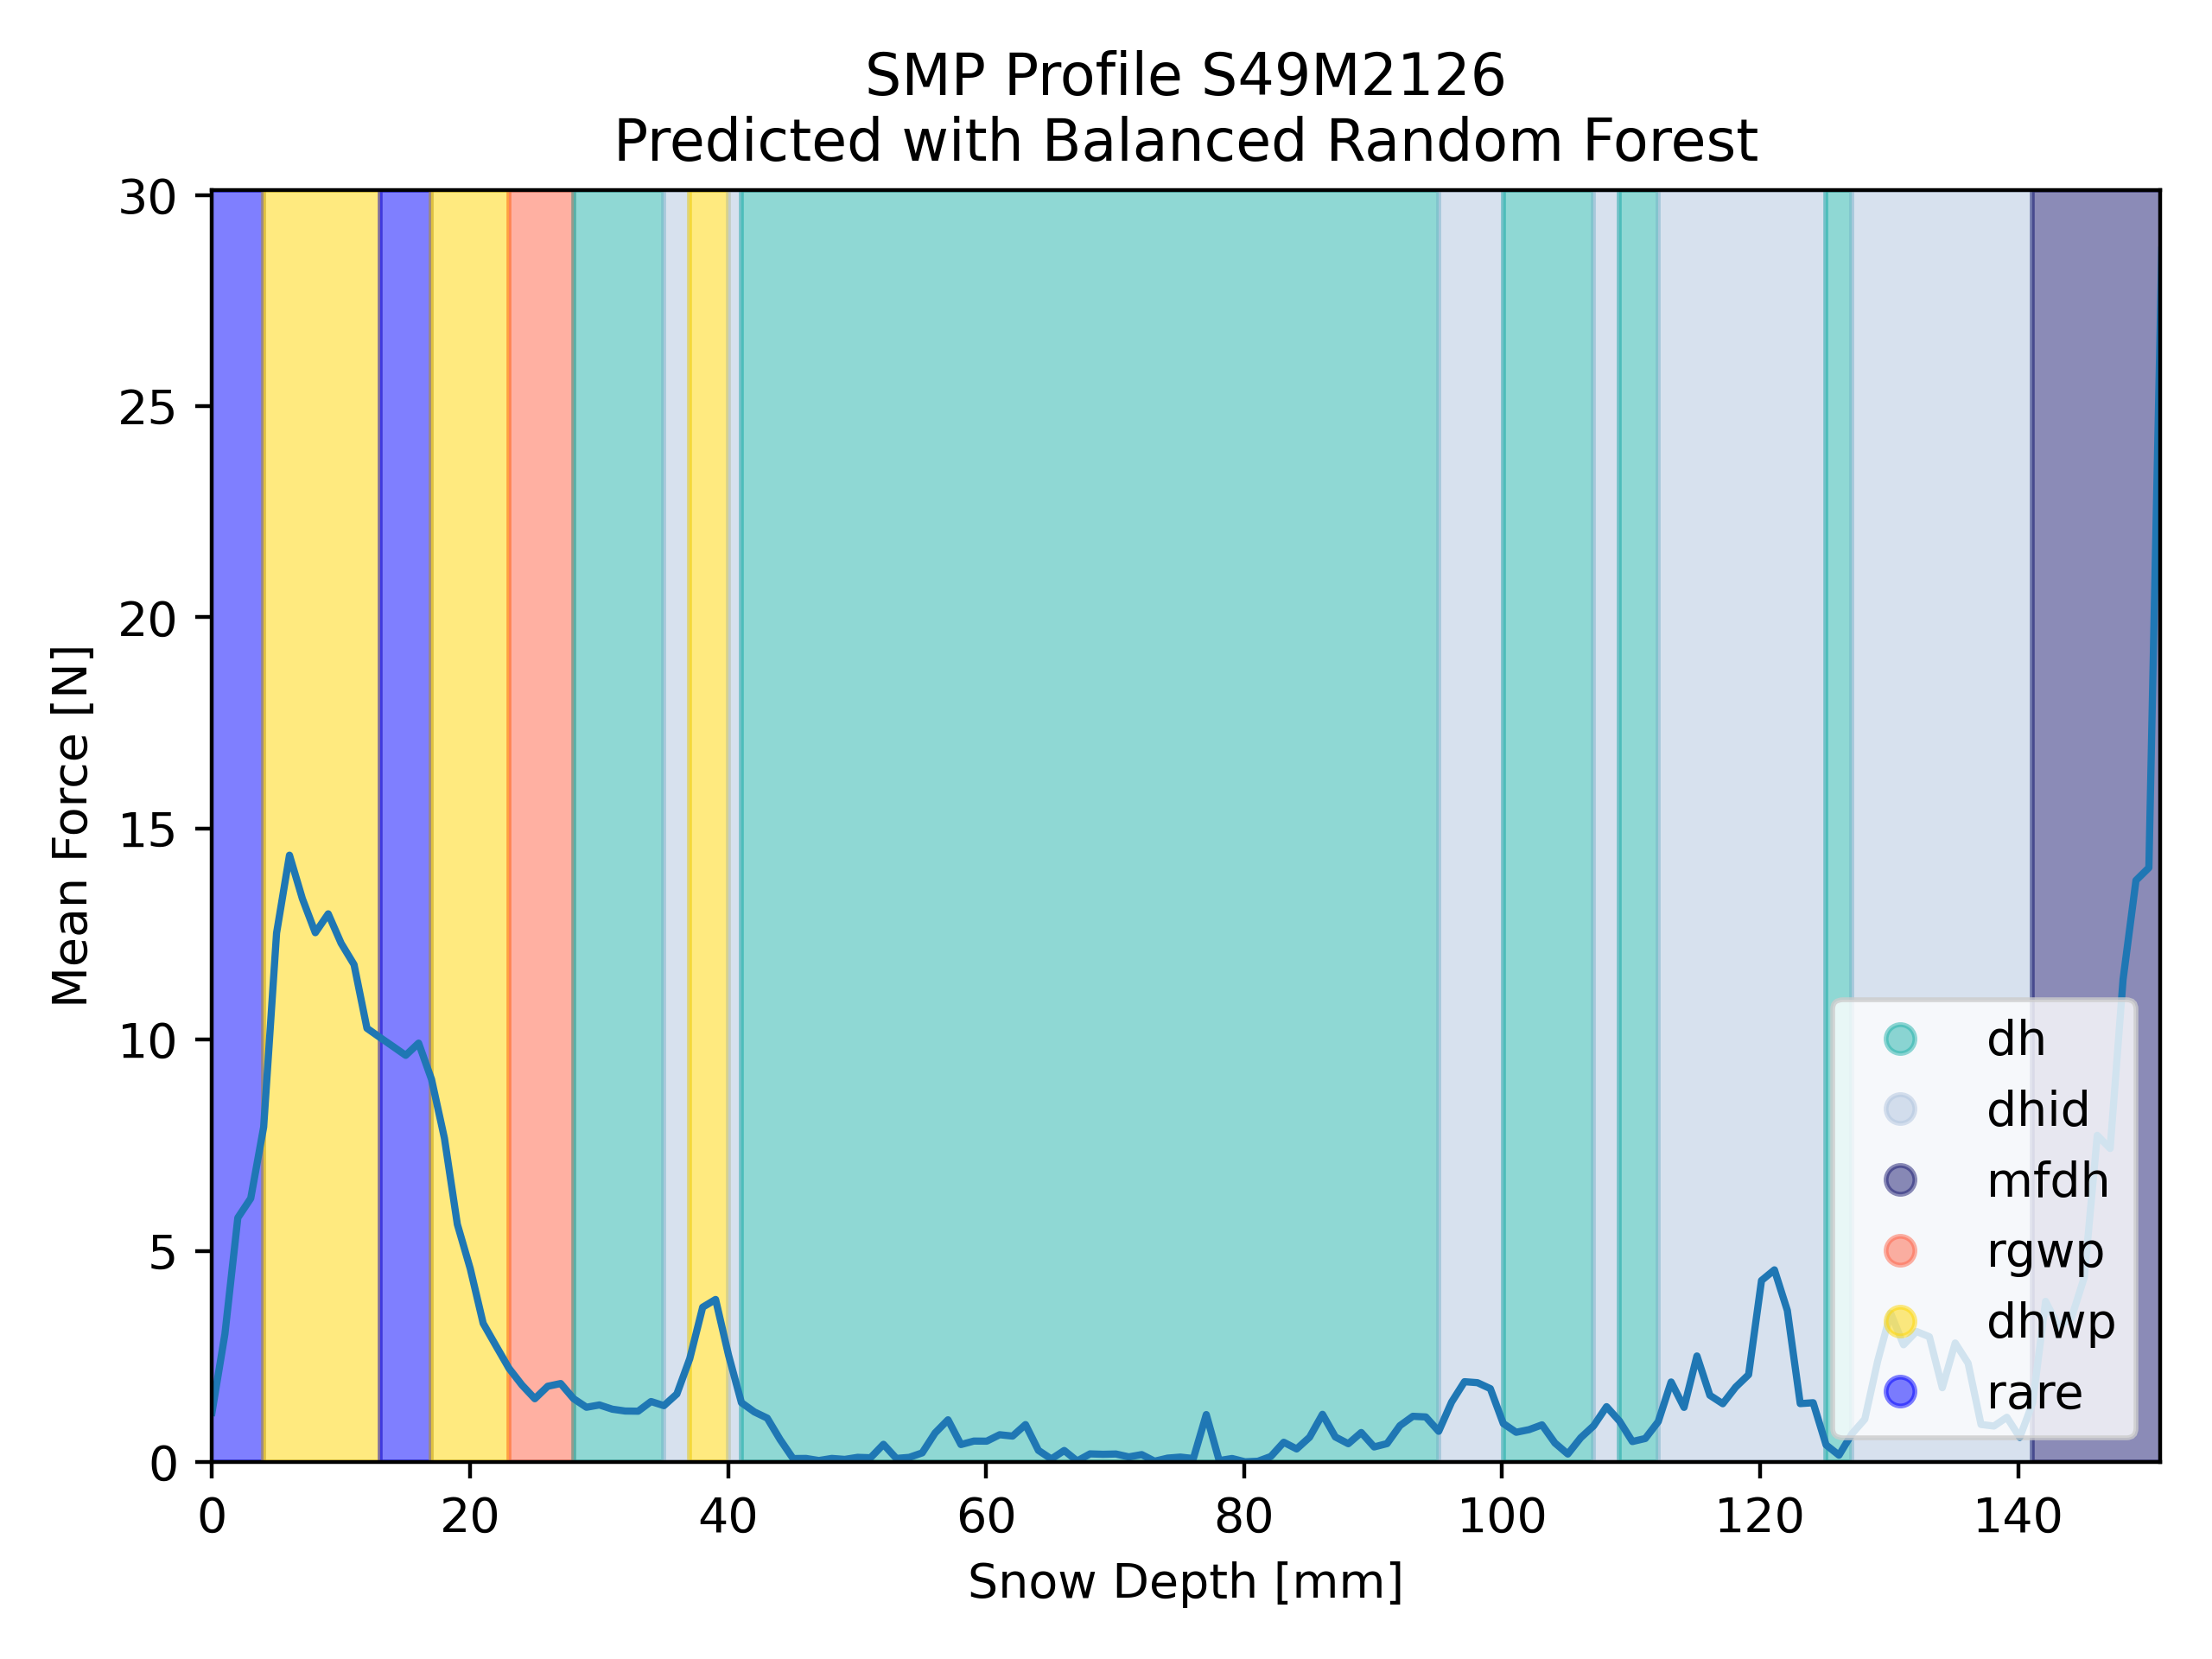 SMP Profile S49M2126
Predicted with Balanced Random Forest
30
25
20
15
10
5
0
Mean Force [N]
dh
dhid
mfdh
rgwp
dhwp
rare
0 20 40 60 80 100 120 140
Snow Depth [mm]